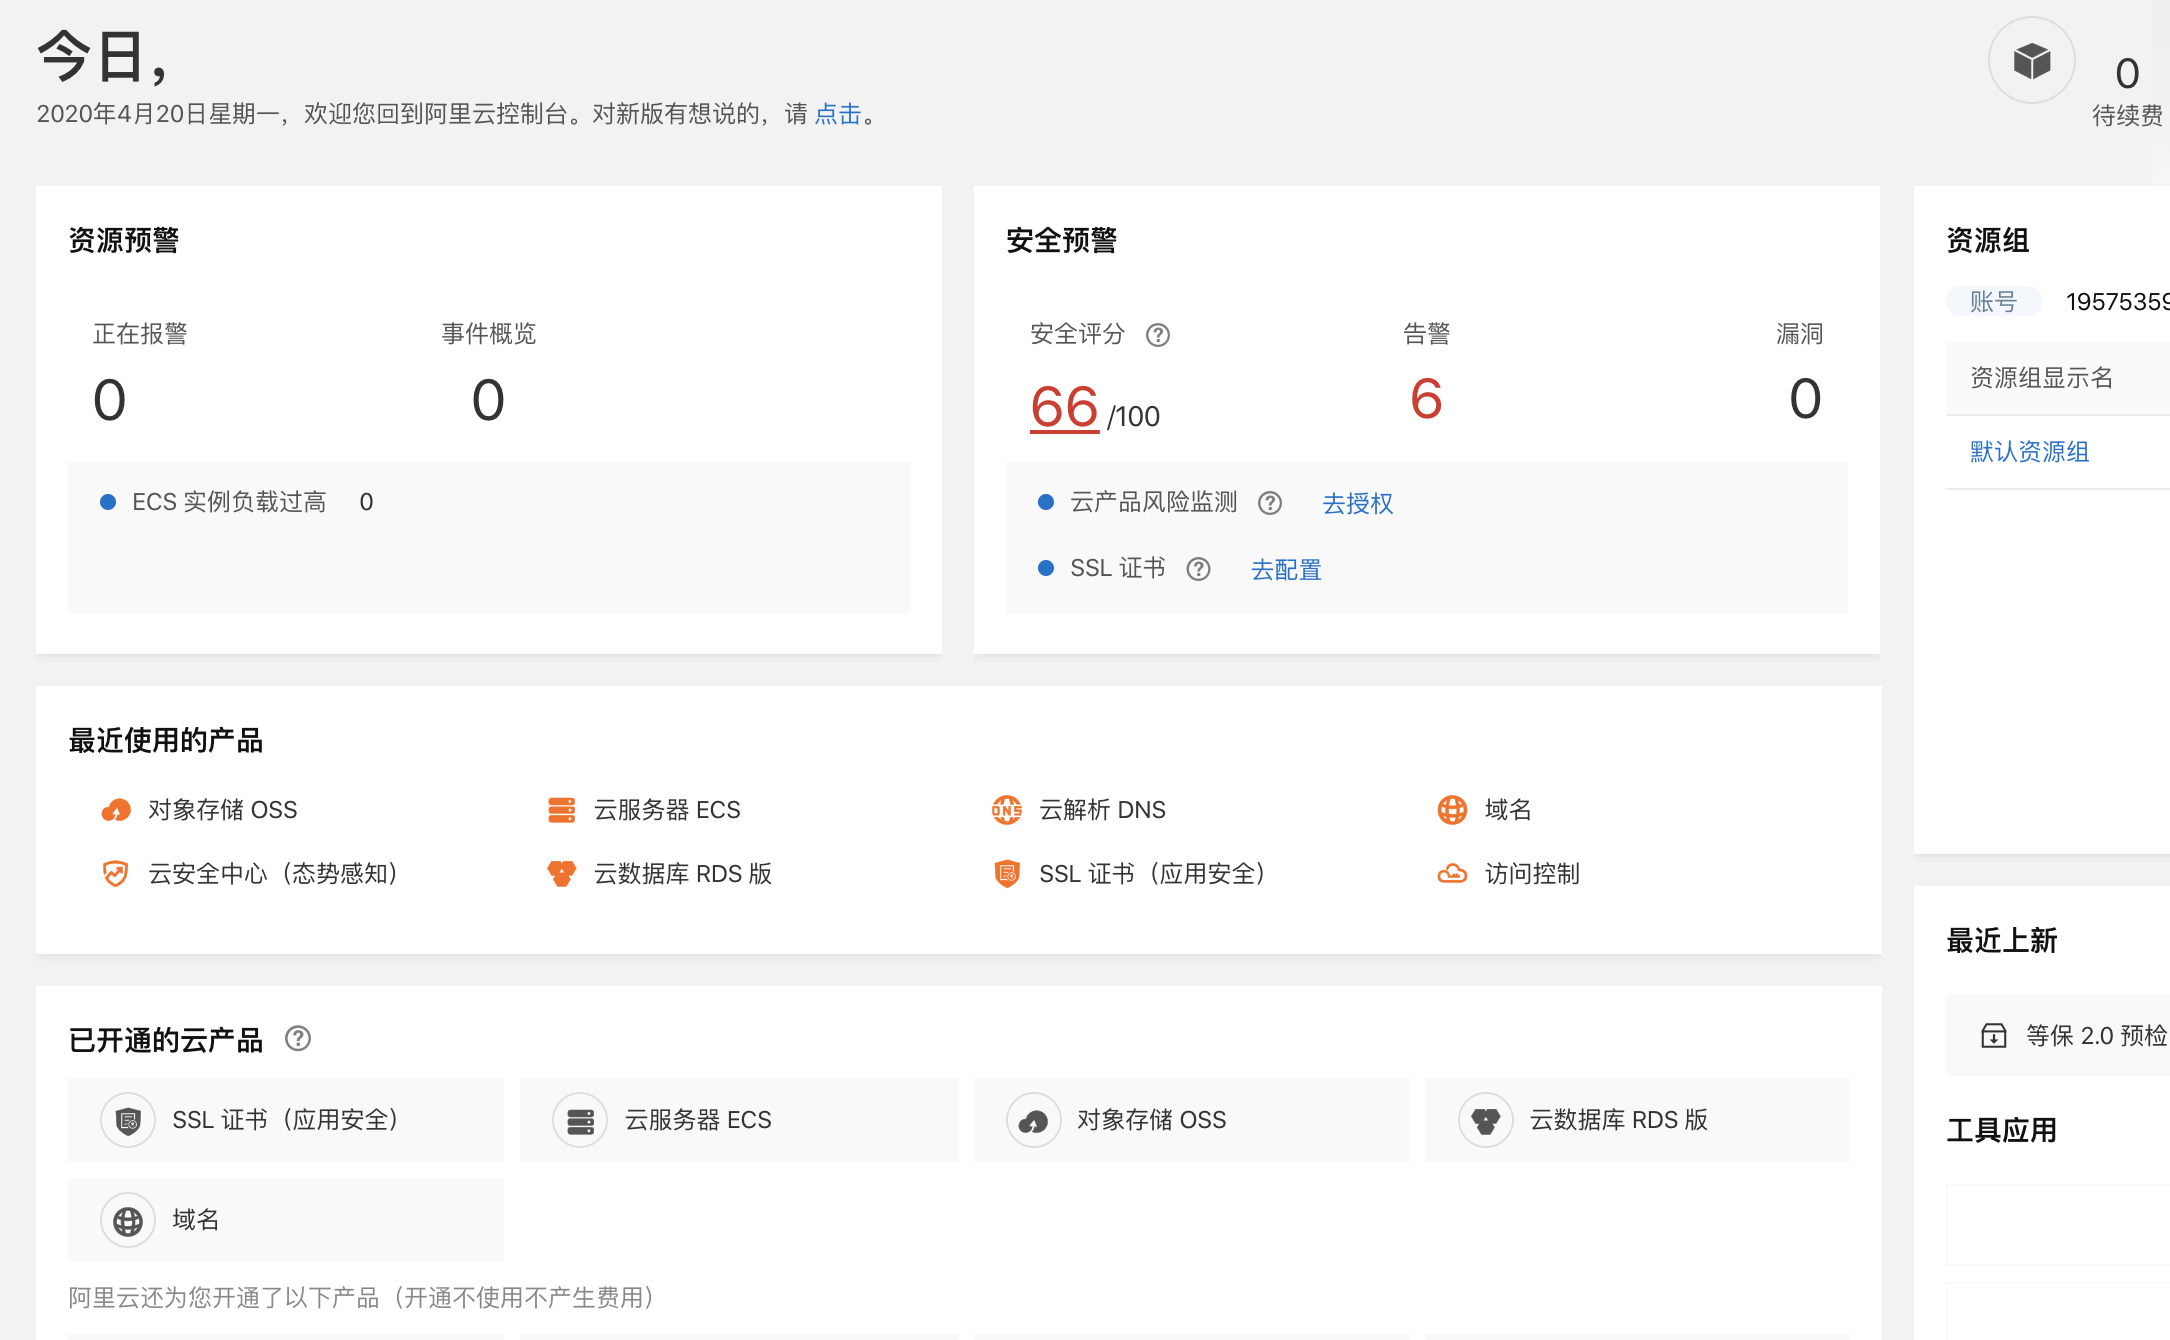 今日，
2020年4月20日星期一，欢迎您回到阿里云控制台。对新版有想说的，请 点击。
0
待续费
资源预警
正在报警
事件概览
0
0
ECS 实例负载过高 0
安全预警
安全评分
告警
漏洞
66 /100
6
0
云产品风险监测 去授权
SSL 证书 去配置
资源组
账号 19575359
资源组显示名
默认资源组
最近使用的产品
对象存储 OSS
云服务器 ECS
DNS
云解析 DNS
域名
云安全中心（态势感知）
云数据库 RDS 版
SSL 证书（应用安全）
访问控制
最近上新
等保 2.0 预检
工具应用
已开通的云产品
SSL 证书（应用安全）
云服务器 ECS
对象存储 OSS
云数据库 RDS 版
域名
阿里云还为您开通了以下产品（开通不使用不产生费用）